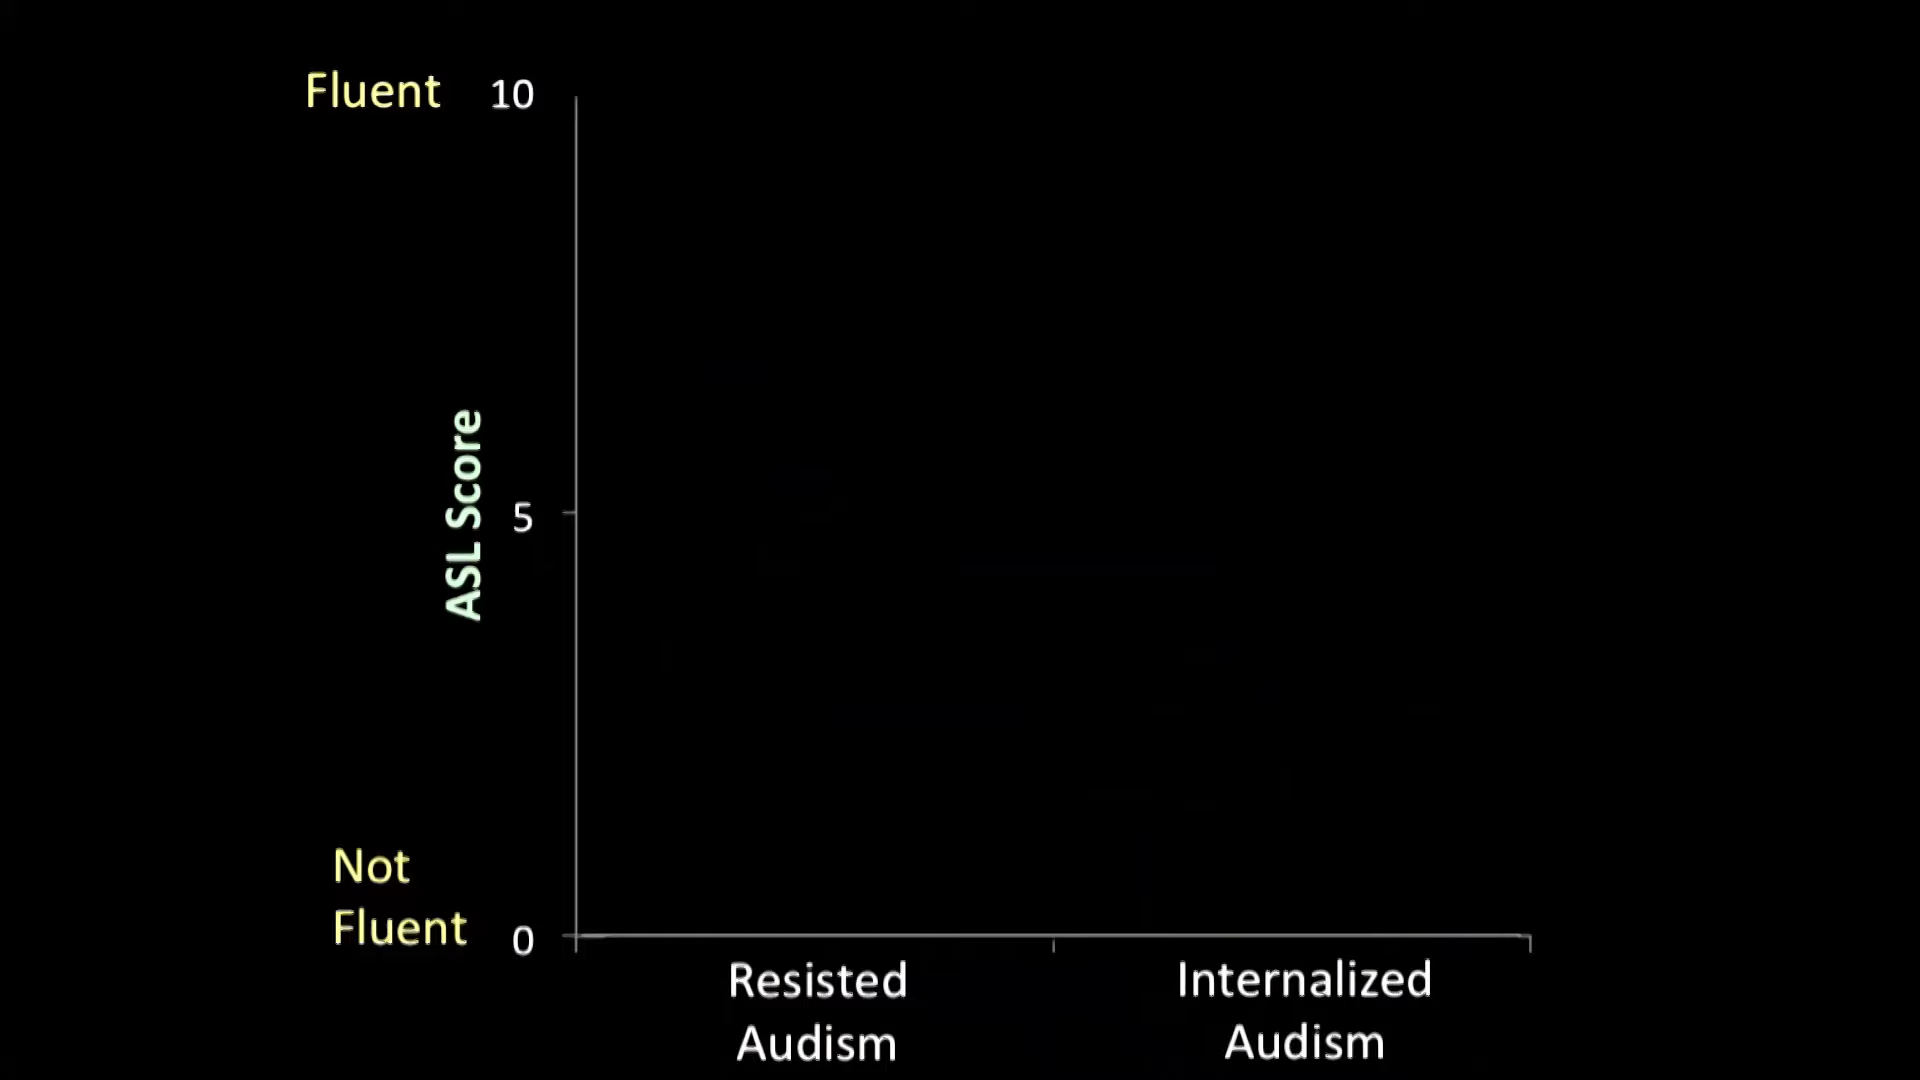 Fluent 10
ASL Score
5
Not
Fluent
0
Resisted
Audism
Internalized
Audism